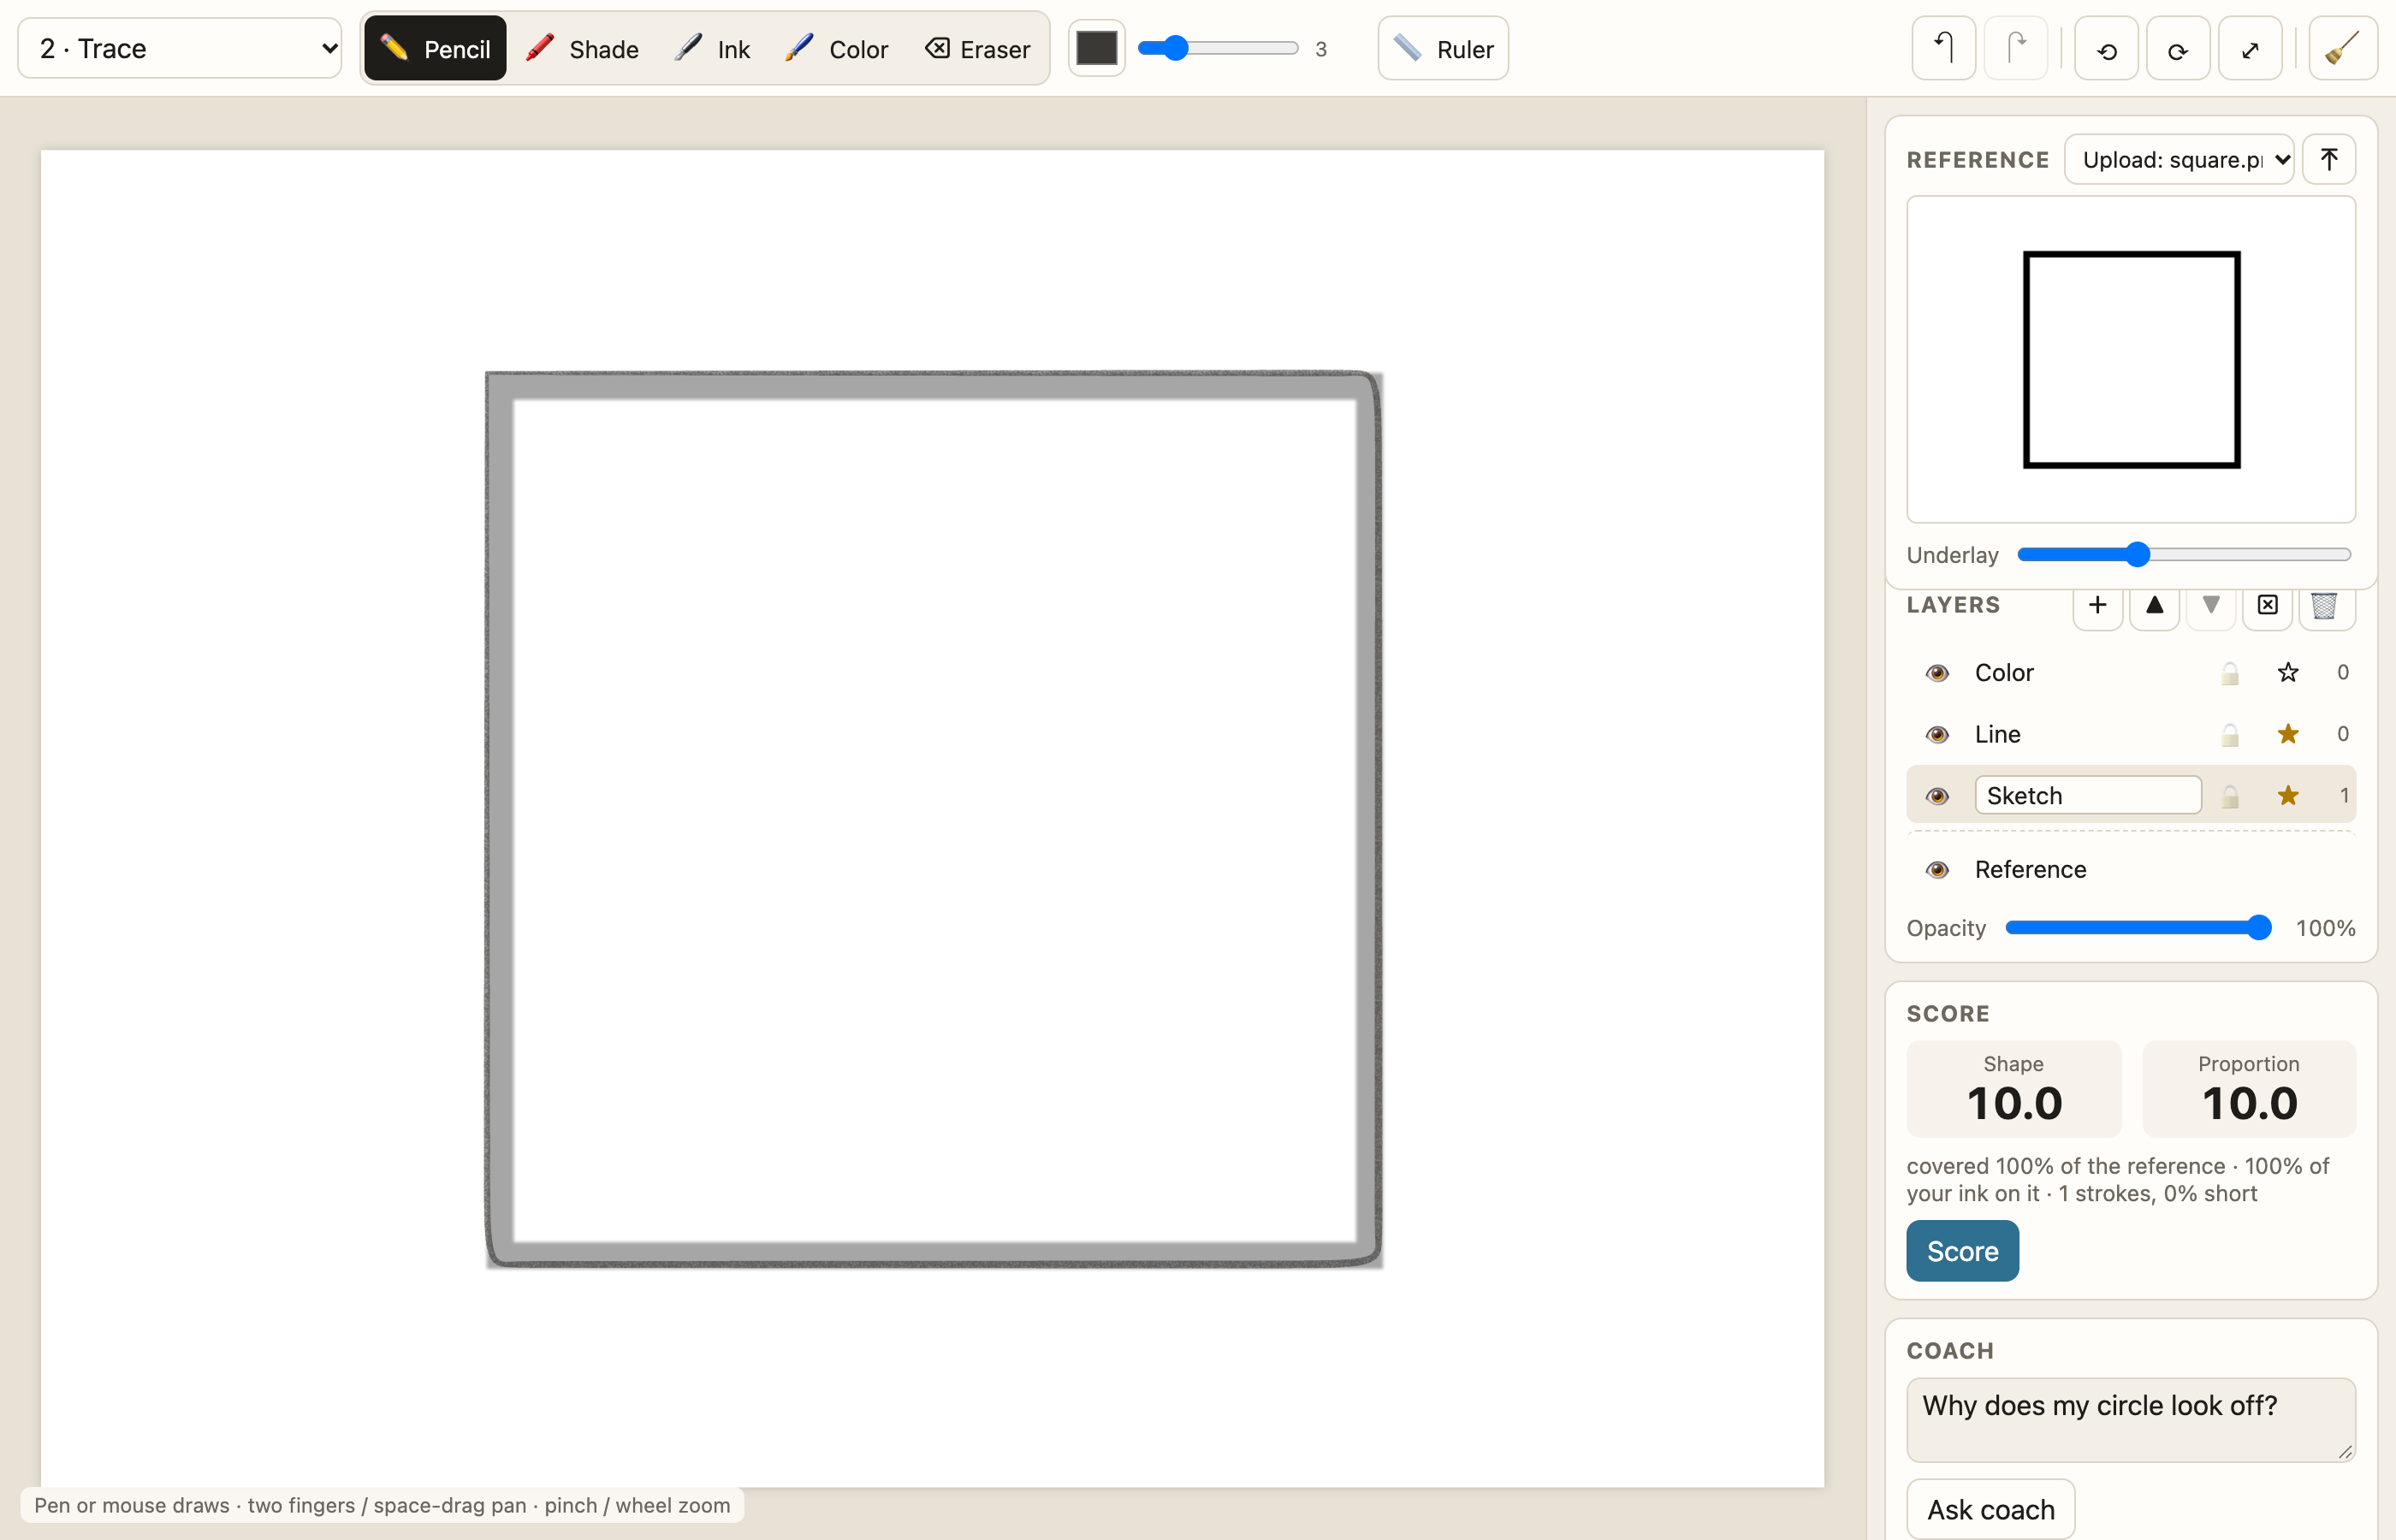 2 · Trace
Pencil Shade Ink Color Eraser 3 Ruler
REFERENCE Upload: square.p
Underlay
LAYERS
Color 0
Line 0
Sketch 1
Reference
Opacity 100%
SCORE
Shape Proportion
10.0 10.0
covered 100% of the reference · 100% of
your ink on it · 1 strokes, 0% short
Score
COACH
Why does my circle look off?
Ask coach
Pen or mouse draws · two fingers / space-drag pan · pinch / wheel zoom